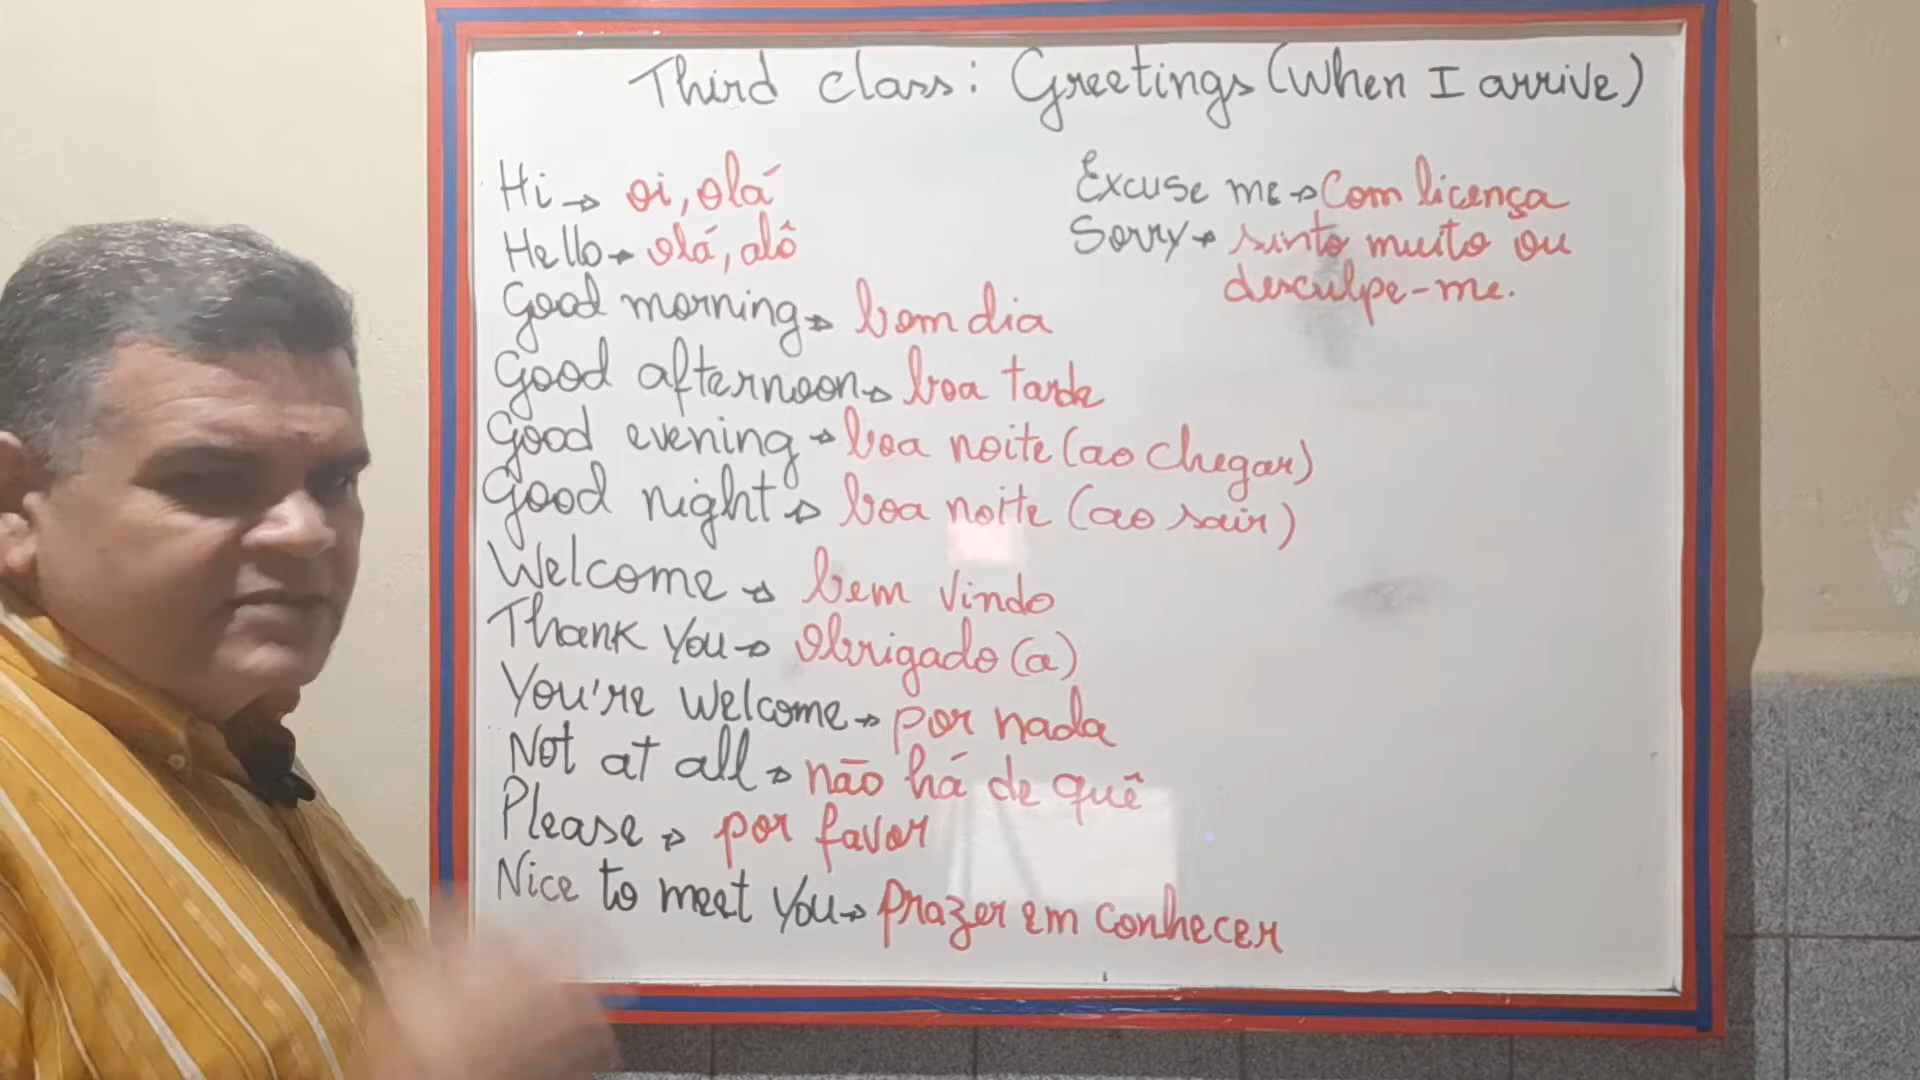 Third class: Greetings (When I arrive)
Hi → oi, olá
Hello → olá, alô
Good morning → bom dia
Good afternoon → boa tarde
Good evening → boa noite (ao chegar)
Good night → boa noite (ao sair)
Welcome → bem vindo
Thank you → Obrigado (a)
You're welcome → por nada
Not at all → não há de quê
Please → por favor
Nice to meet you → Prazer em conhecer
Excuse me → Com licença
Sorry → sinto muito ou
desculpe-me.